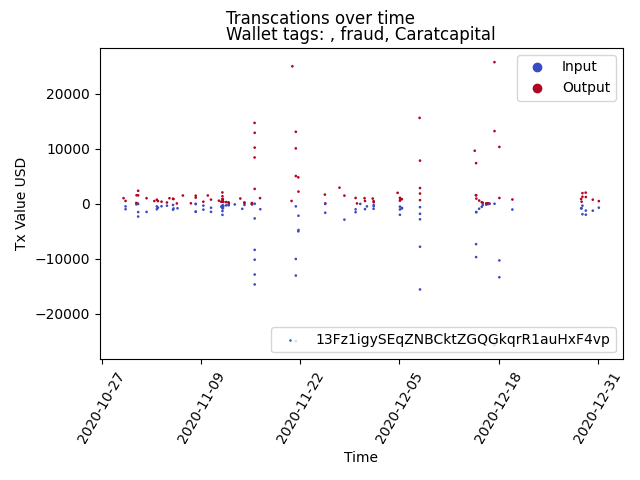 Transcations over time
Wallet tags: , fraud, Caratcapital
Input
Output
20000
10000
0
−10000
−20000
Tx Value USD
13Fz1igySEqZNBCktZGQGkqrR1auHxF4vp
2020-10-27
2020-11-09
2020-11-22
2020-12-05
2020-12-18
2020-12-31
Time